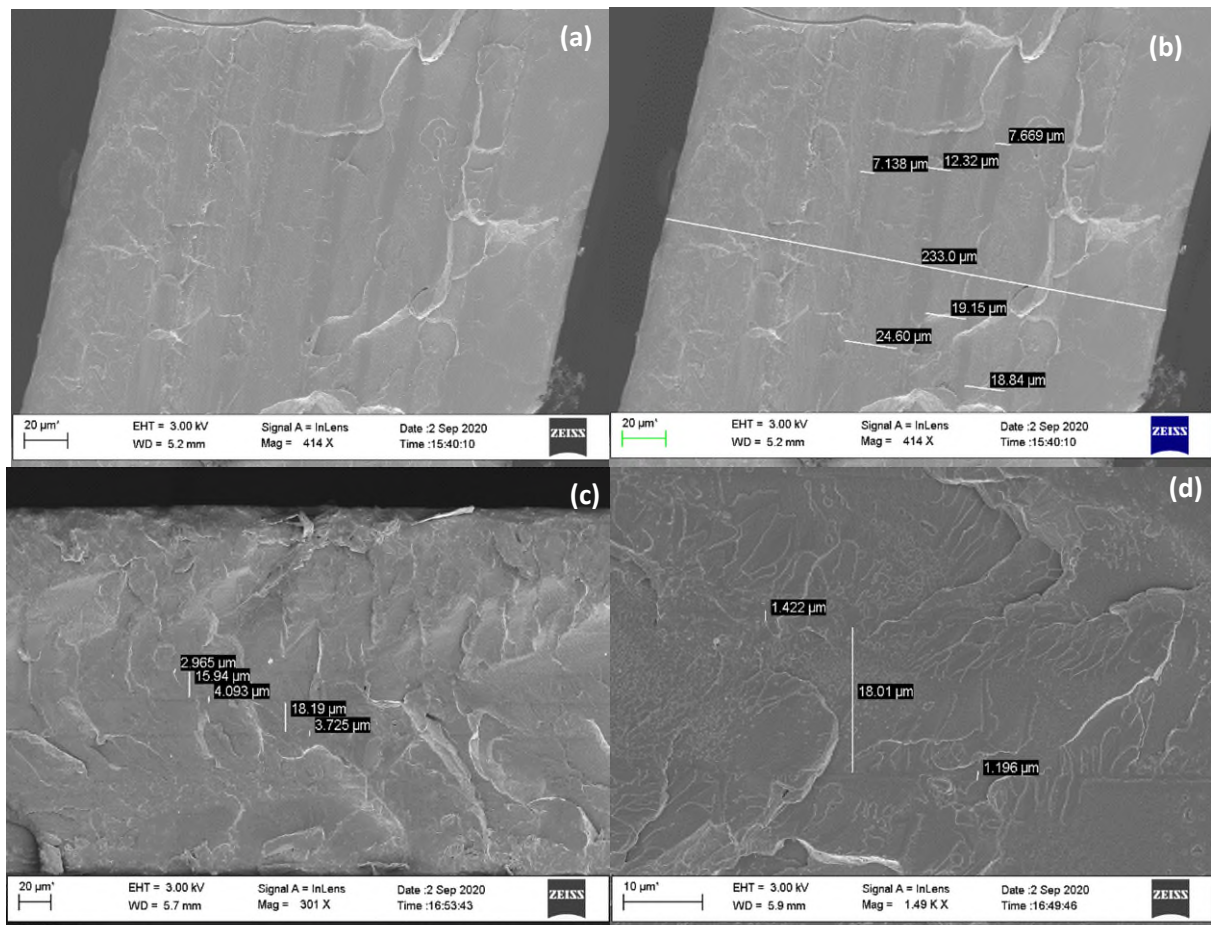 (a)
20 µm
EHT = 3.00 kV
WD = 5.2 mm
Signal A = InLens
Mag = 414 X
Date :2 Sep 2020
Time :15:40:10
ZEISS
(b)
7.669 µm
7.138 µm
12.32 µm
233.0 µm
19.15 µm
24.60 µm
18.84 µm
20 µm
EHT = 3.00 kV
WD = 5.2 mm
Signal A = InLens
Mag = 414 X
Date :2 Sep 2020
Time :15:40:10
ZEISS
(c)
2.965 µm
15.94 µm
4.093 µm
18.19 µm
3.725 µm
20 µm
EHT = 3.00 kV
WD = 5.7 mm
Signal A = InLens
Mag = 301 X
Date :2 Sep 2020
Time :16:53:43
ZEISS
(d)
1.422 µm
18.01 µm
1.196 µm
10 µm
EHT = 3.00 kV
WD = 5.9 mm
Signal A = InLens
Mag = 1.49 K X
Date :2 Sep 2020
Time :16:49:46
ZEISS